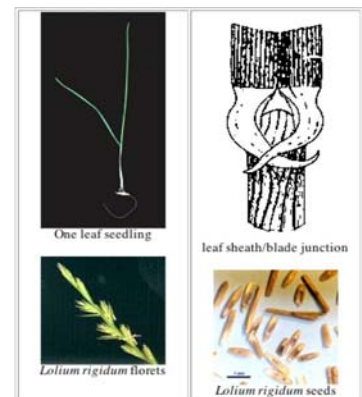 One leaf seedling
leaf sheath/blade junction
Lolium rigidum florets
Lolium rigidum seeds